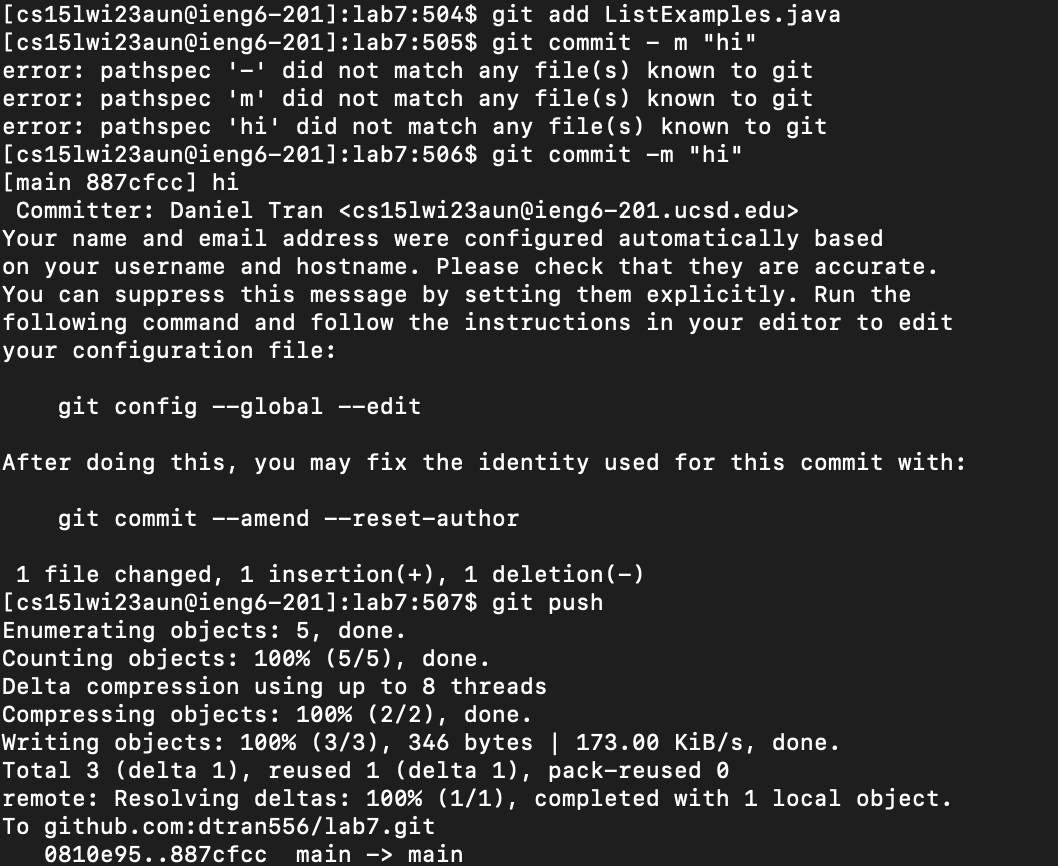 [cs15lwi23aun@ieng6-201]:lab7:504$ git add ListExamples.java
[cs15lwi23aun@ieng6-201]:lab7:505$ git commit - m "hi"
error: pathspec '-' did not match any file(s) known to git
error: pathspec 'm' did not match any file(s) known to git
error: pathspec 'hi' did not match any file(s) known to git
[cs15lwi23aun@ieng6-201]:lab7:506$ git commit -m "hi"
[main 887cfcc] hi
 Committer: Daniel Tran <cs15lwi23aun@ieng6-201.ucsd.edu>
Your name and email address were configured automatically based
on your username and hostname. Please check that they are accurate.
You can suppress this message by setting them explicitly. Run the
following command and follow the instructions in your editor to edit
your configuration file:

    git config --global --edit

After doing this, you may fix the identity used for this commit with:

    git commit --amend --reset-author

 1 file changed, 1 insertion(+), 1 deletion(-)
[cs15lwi23aun@ieng6-201]:lab7:507$ git push
Enumerating objects: 5, done.
Counting objects: 100% (5/5), done.
Delta compression using up to 8 threads
Compressing objects: 100% (2/2), done.
Writing objects: 100% (3/3), 346 bytes | 173.00 KiB/s, done.
Total 3 (delta 1), reused 1 (delta 1), pack-reused 0
remote: Resolving deltas: 100% (1/1), completed with 1 local object.
To github.com:dtran556/lab7.git
   0810e95..887cfcc  main -> main